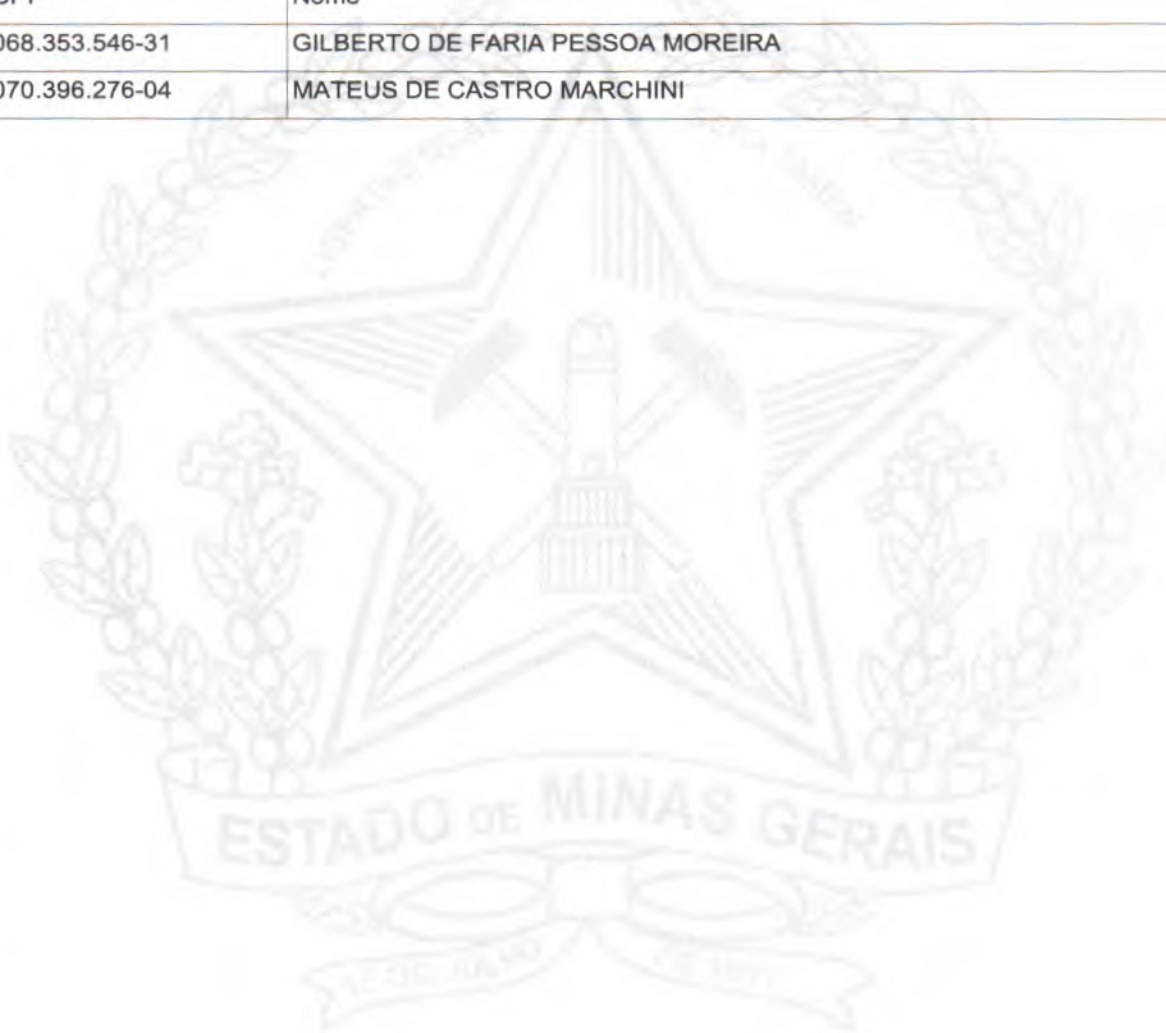 CPF Nome
068.353.546-31 GILBERTO DE FARIA PESSOA MOREIRA
070.396.276-04 MATEUS DE CASTRO MARCHINI
ESTADO DE MINAS GERAIS